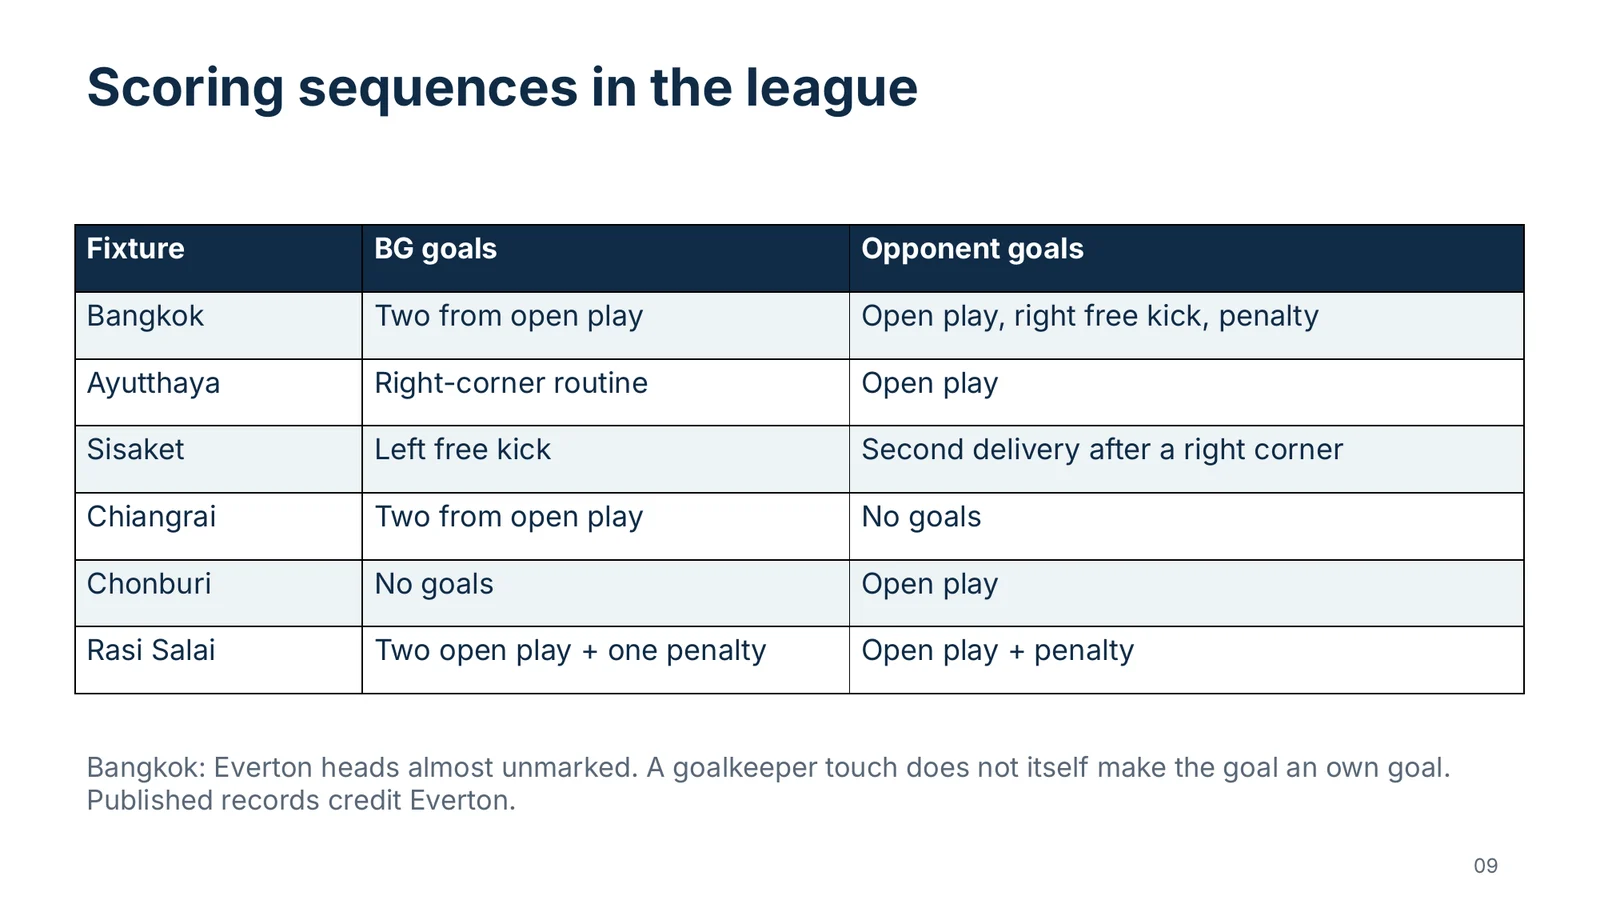 Scoring sequences in the league
Fixture BG goals Opponent goals
Bangkok Two from open play Open play, right free kick, penalty
Ayutthaya Right-corner routine Open play
Sisaket Left free kick Second delivery after a right corner
Chiangrai Two from open play No goals
Chonburi No goals Open play
Rasi Salai Two open play + one penalty Open play + penalty
Bangkok: Everton heads almost unmarked. A goalkeeper touch does not itself make the goal an own goal.
Published records credit Everton.
09